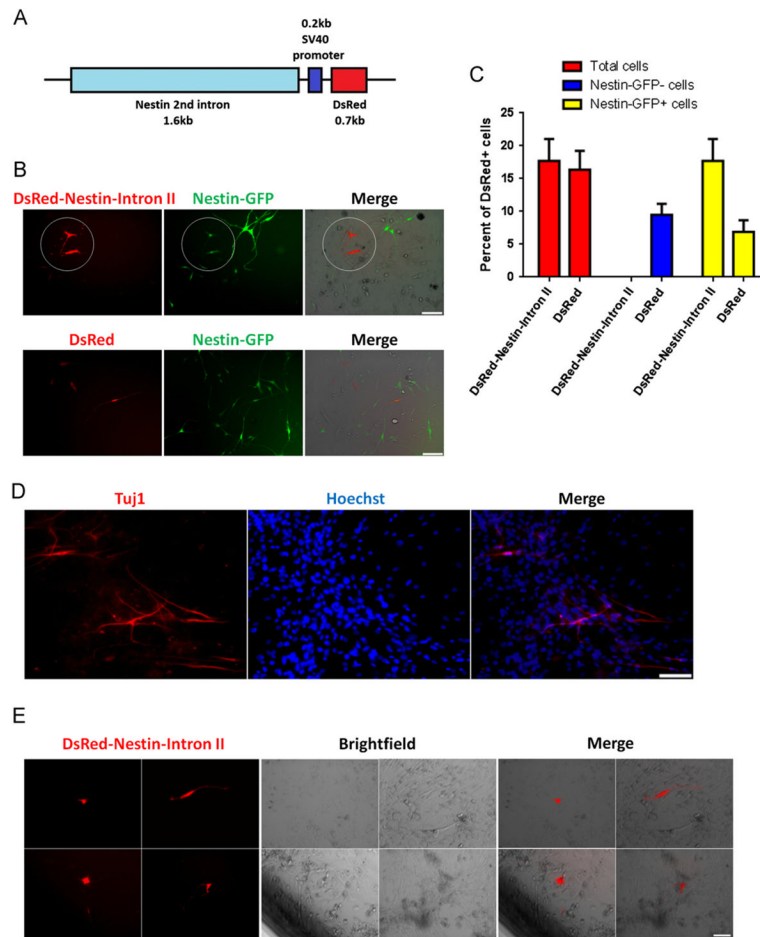 A
0.2kb
SV40
promoter
Nestin 2nd intron
1.6kb
DsRed
0.7kb
B
DsRed-Nestin-Intron II
Nestin-GFP
Merge
DsRed
Nestin-GFP
Merge
C
Total cells
Nestin-GFP- cells
Nestin-GFP+ cells
Percent of DsRed+ cells
25
20
15
10
5
0
DsRed-Nestin-Intron II
DsRed
DsRed-Nestin-Intron II
DsRed
DsRed-Nestin-Intron II
DsRed
D
Tuj1
Hoechst
Merge
E
DsRed-Nestin-Intron II
Brightfield
Merge